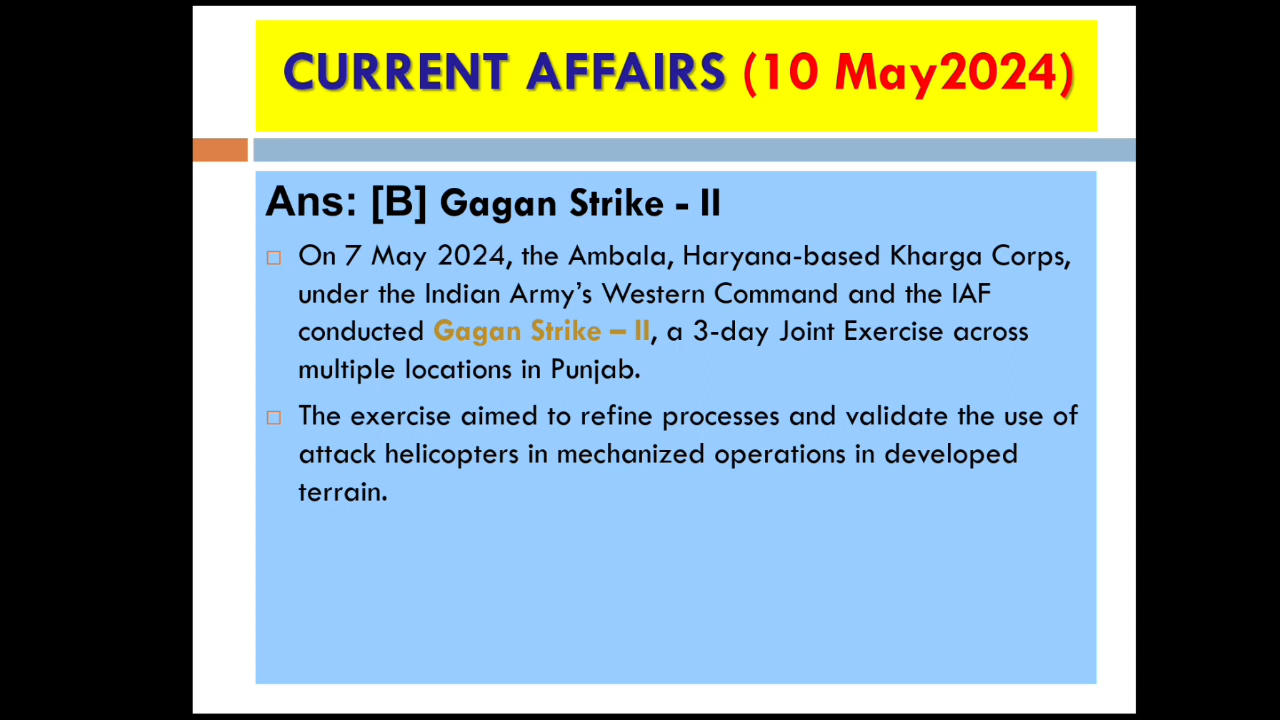 CURRENT AFFAIRS (10 May2024)
Ans: [B] Gagan Strike - II
On 7 May 2024, the Ambala, Haryana-based Kharga Corps,
under the Indian Army’s Western Command and the IAF
conducted Gagan Strike – II, a 3-day Joint Exercise across
multiple locations in Punjab.
The exercise aimed to refine processes and validate the use of
attack helicopters in mechanized operations in developed
terrain.